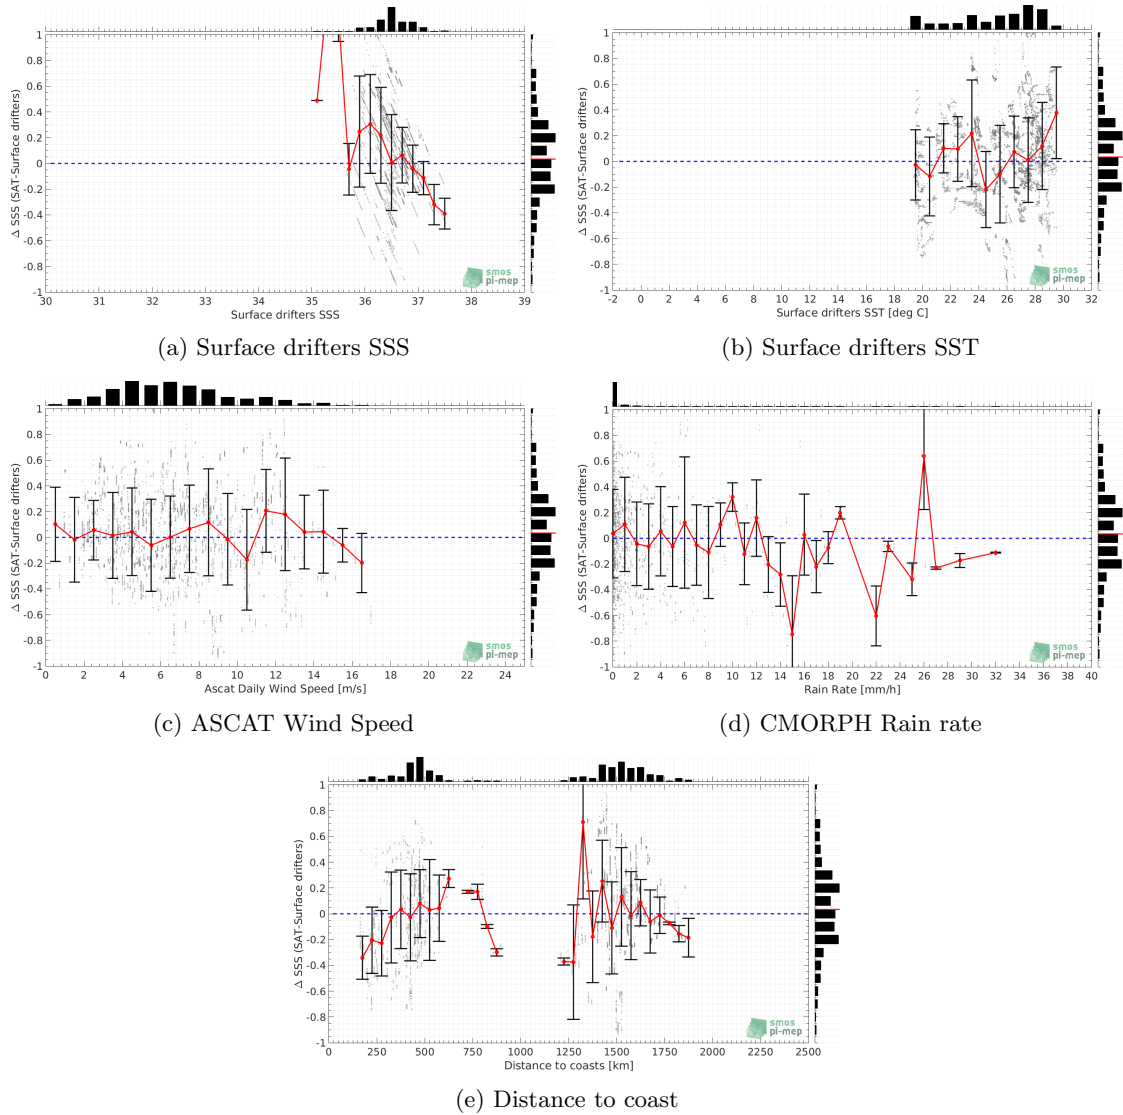 1
0.8
0.6
0.4
0.2
0
-0.2
-0.4
-0.6
-0.8
-1
Δ SSS (SAT-Surface drifters)
30 31 32 33 34 35 36 37 38 39
Surface drifters SSS
smos
pi-mep
(a) Surface drifters SSS
1
0.8
0.6
0.4
0.2
0
-0.2
-0.4
-0.6
-0.8
-1
Δ SSS (SAT-Surface drifters)
-2 0 2 4 6 8 10 12 14 16 18 20 22 24 26 28 30 32
Surface drifters SST [deg C]
smos
pi-mep
(b) Surface drifters SST
1
0.8
0.6
0.4
0.2
0
-0.2
-0.4
-0.6
-0.8
-1
Δ SSS (SAT-Surface drifters)
0 2 4 6 8 10 12 14 16 18 20 22 24
Ascat Daily Wind Speed [m/s]
smos
pi-mep
(c) ASCAT Wind Speed
1
0.8
0.6
0.4
0.2
0
-0.2
-0.4
-0.6
-0.8
-1
Δ SSS (SAT-Surface drifters)
0 2 4 6 8 10 12 14 16 18 20 22 24 26 28 30 32 34 36 38 40
Rain Rate [mm/h]
smos
pi-mep
(d) CMORPH Rain rate
1
0.8
0.6
0.4
0.2
0
-0.2
-0.4
-0.6
-0.8
-1
Δ SSS (SAT-Surface drifters)
0 250 500 750 1000 1250 1500 1750 2000 2250 2500
Distance to coasts [km]
smos
pi-mep
(e) Distance to coast